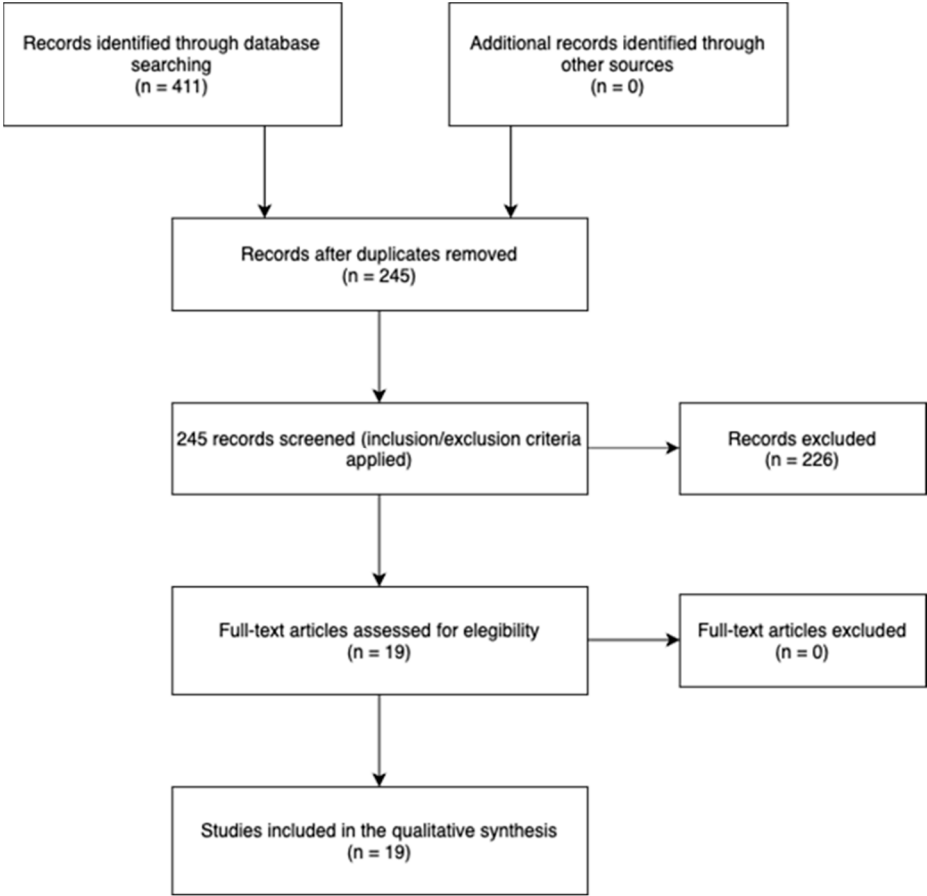 Records identified through database
searching
(n = 411)
Additional records identified through
other sources
(n = 0)
Records after duplicates removed
(n = 245)
245 records screened (inclusion/exclusion criteria
applied)
Records excluded
(n = 226)
Full-text articles assessed for elegibility
(n = 19)
Full-text articles excluded
(n = 0)
Studies included in the qualitative synthesis
(n = 19)